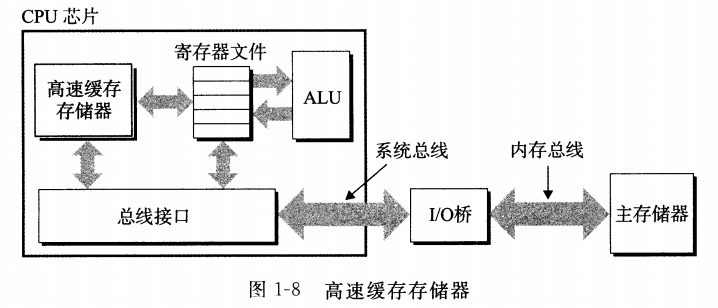 CPU 芯片
寄存器文件
高速缓存
存储器
ALU
系统总线
内存总线
总线接口
I/O桥
主存储器
图 1-8 高速缓存存储器